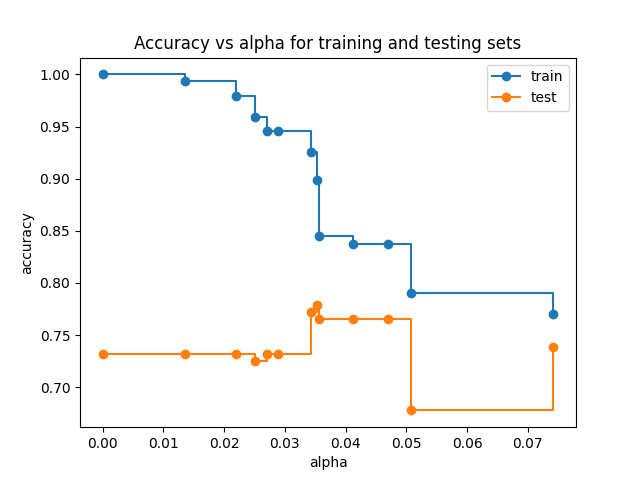 Accuracy vs alpha for training and testing sets
train
test
1.00
0.95
0.90
0.85
0.80
0.75
0.70
accuracy
0.00 0.01 0.02 0.03 0.04 0.05 0.06 0.07
alpha